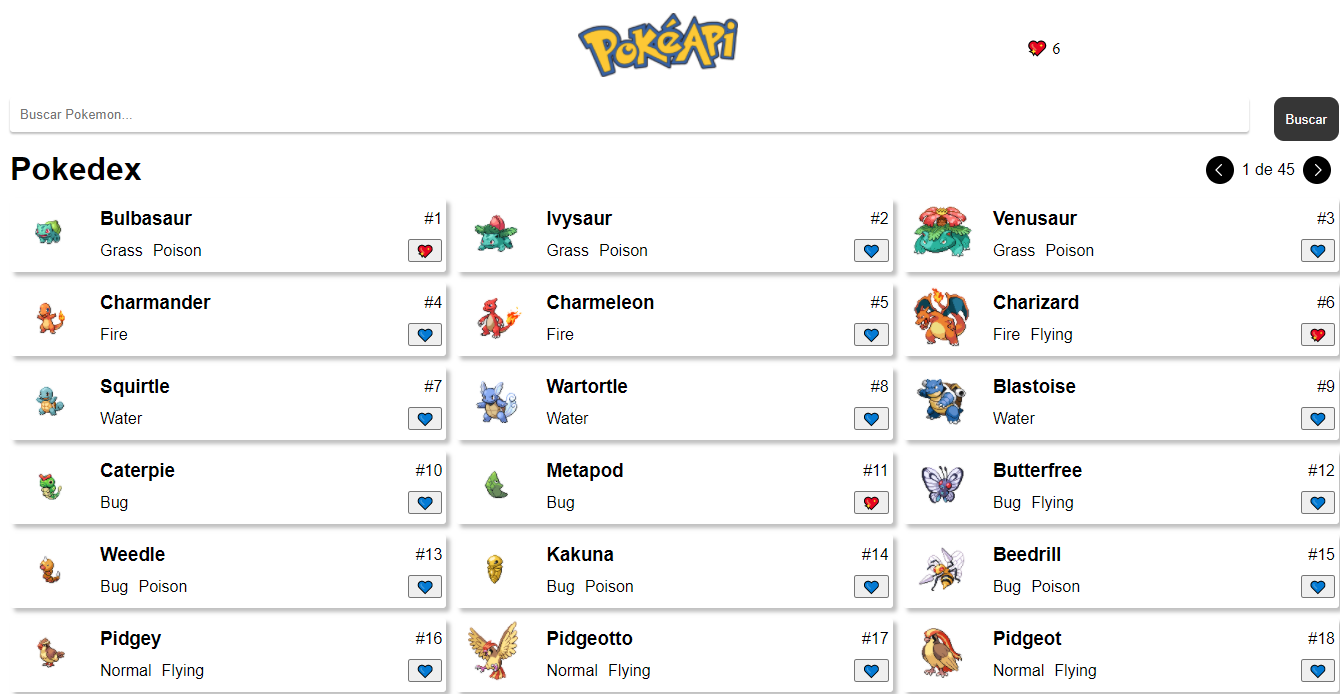 PokéApi
6
Buscar Pokemon...
Buscar
Pokedex
1 de 45
Bulbasaur #1
Grass Poison
Ivysaur #2
Grass Poison
Venusaur #3
Grass Poison
Charmander #4
Fire
Charmeleon #5
Fire
Charizard #6
Fire Flying
Squirtle #7
Water
Wartortle #8
Water
Blastoise #9
Water
Caterpie #10
Bug
Metapod #11
Bug
Butterfree #12
Bug Flying
Weedle #13
Bug Poison
Kakuna #14
Bug Poison
Beedrill #15
Bug Poison
Pidgey #16
Normal Flying
Pidgeotto #17
Normal Flying
Pidgeot #18
Normal Flying